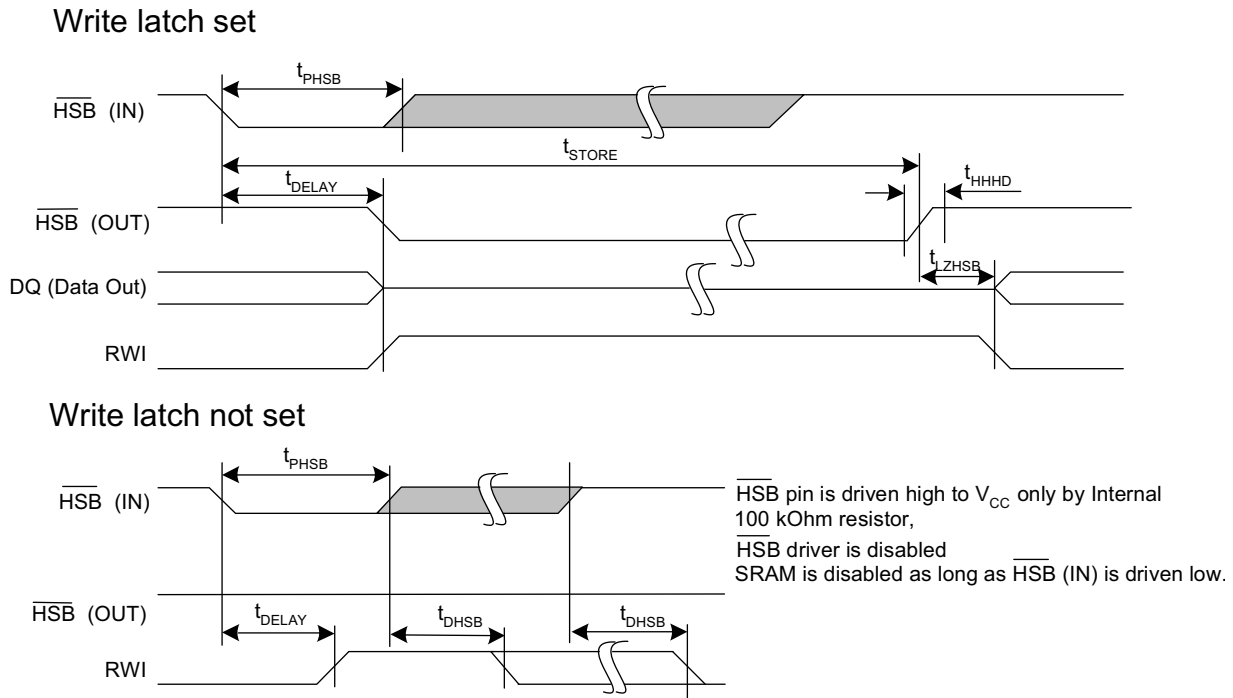 Write latch set
tPHSB
HSB (IN)
tSTORE
tDELAY
tHHHD
HSB (OUT)
tLZHSB
DQ (Data Out)
RWI
Write latch not set
tPHSB
HSB (IN)
HSB pin is driven high to VCC only by Internal
100 kOhm resistor,
HSB driver is disabled
SRAM is disabled as long as HSB (IN) is driven low.
HSB (OUT)
tDELAY
tDHSB
tDHSB
RWI